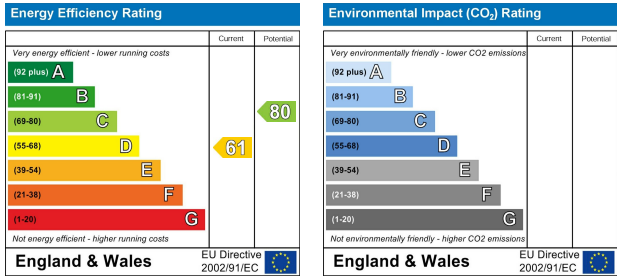 Energy Efficiency Rating
Current Potential
Very energy efficient - lower running costs
(92 plus) A
(81-91) B
(69-80) C
(55-68) D
(39-54) E
(21-38) F
(1-20) G
61
80
Not energy efficient - higher running costs
England & Wales
EU Directive
2002/91/EC
Environmental Impact (CO₂) Rating
Current Potential
Very environmentally friendly - lower CO2 emissions
(92 plus) A
(81-91) B
(69-80) C
(55-68) D
(39-54) E
(21-38) F
(1-20) G
Not environmentally friendly - higher CO2 emissions
England & Wales
EU Directive
2002/91/EC